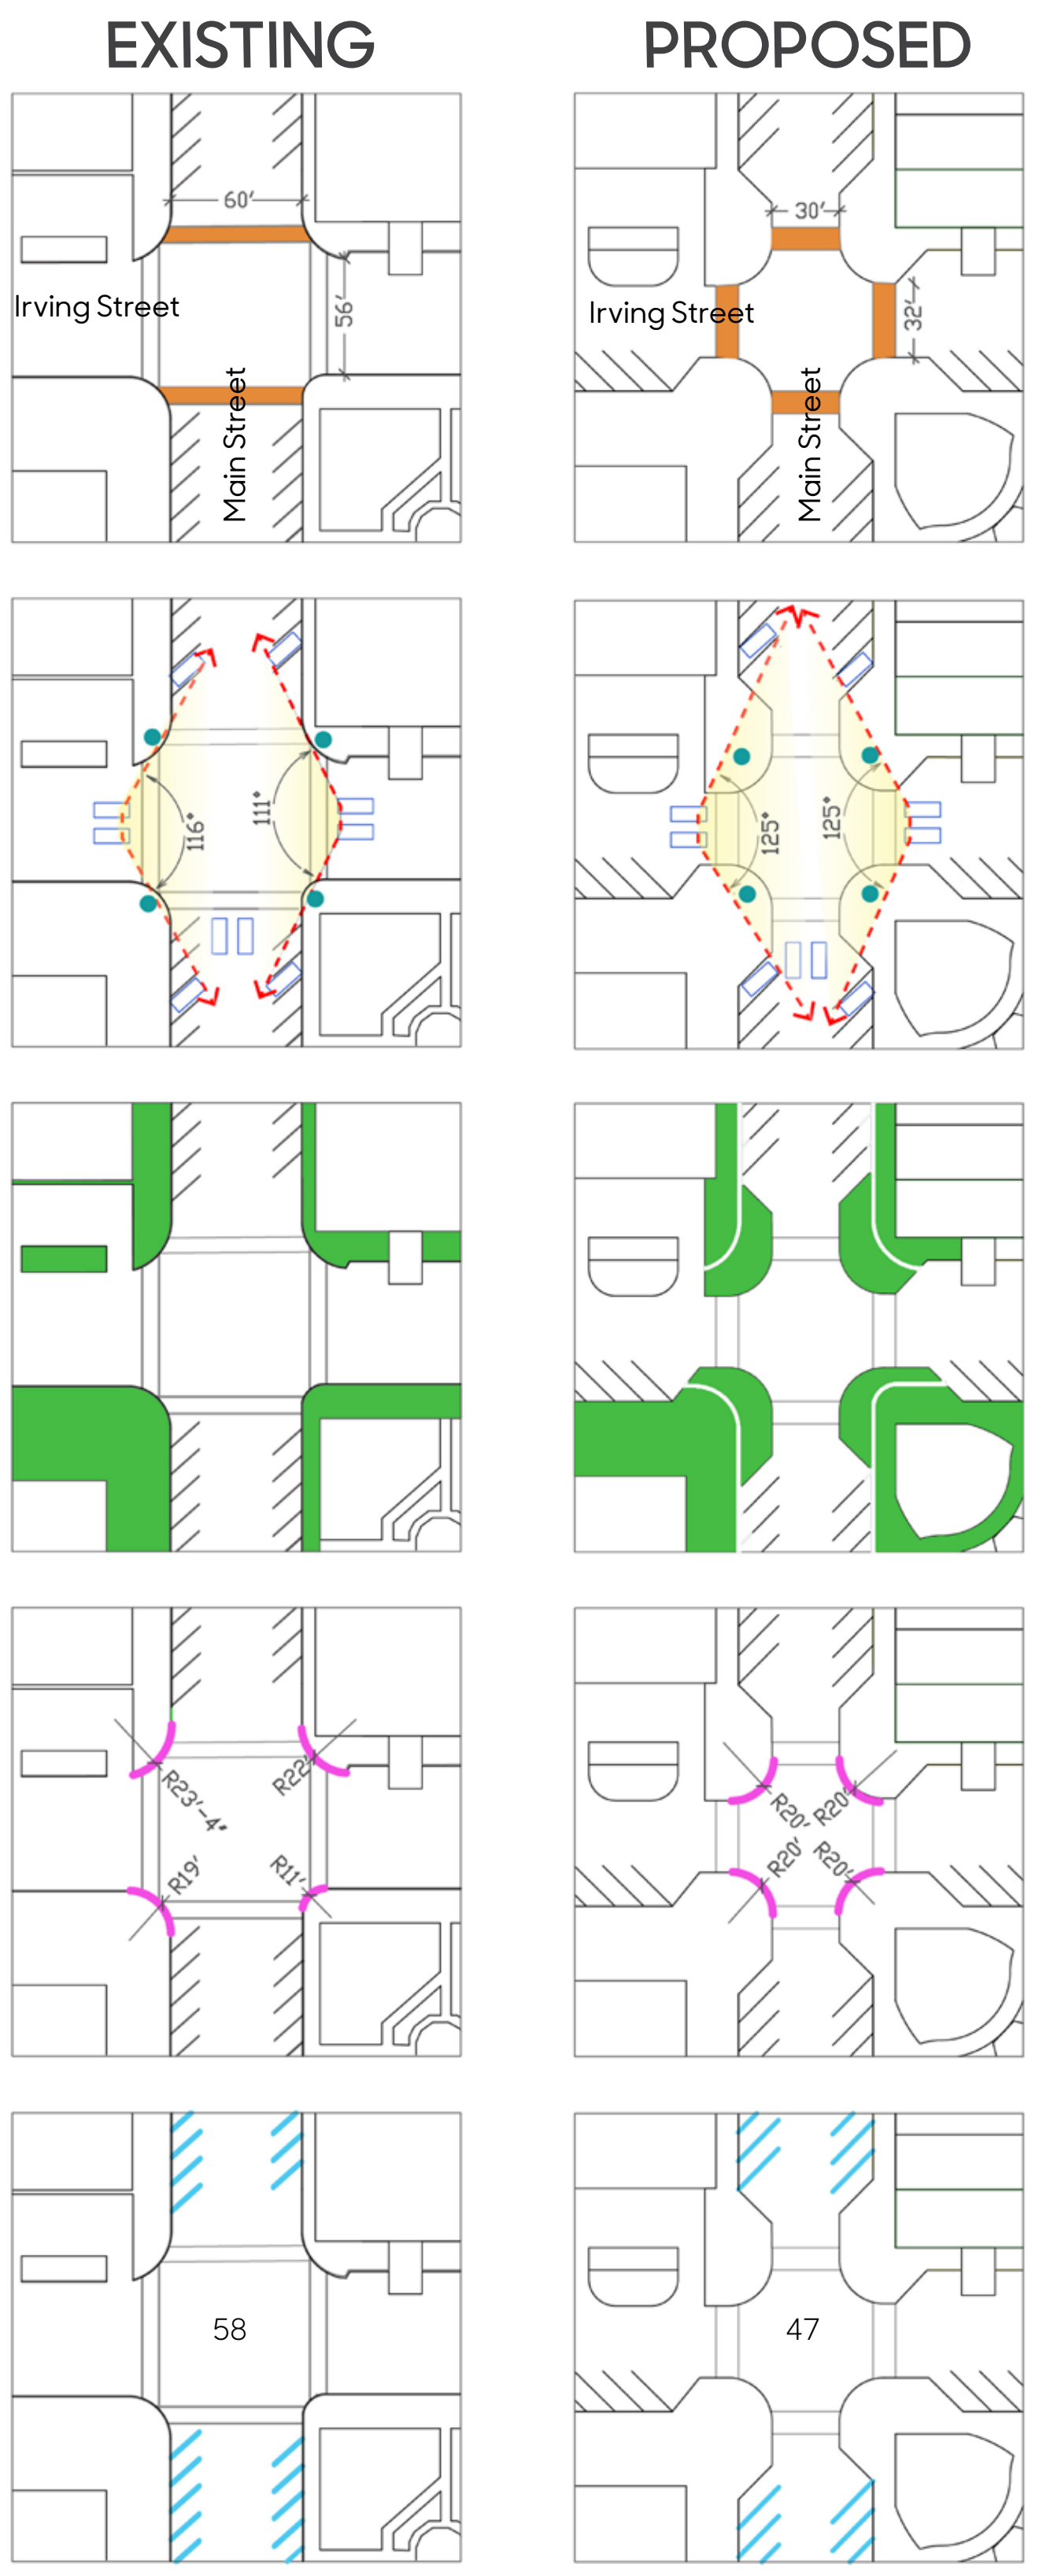 EXISTING
PROPOSED
60'
30'
Irving Street
56'
Main Street
Irving Street
32'
Main Street
116°
111°
125°
125°
R23'-4"
R22'
R19'
R11'
R20'
R20'
R20'
R20'
58
47